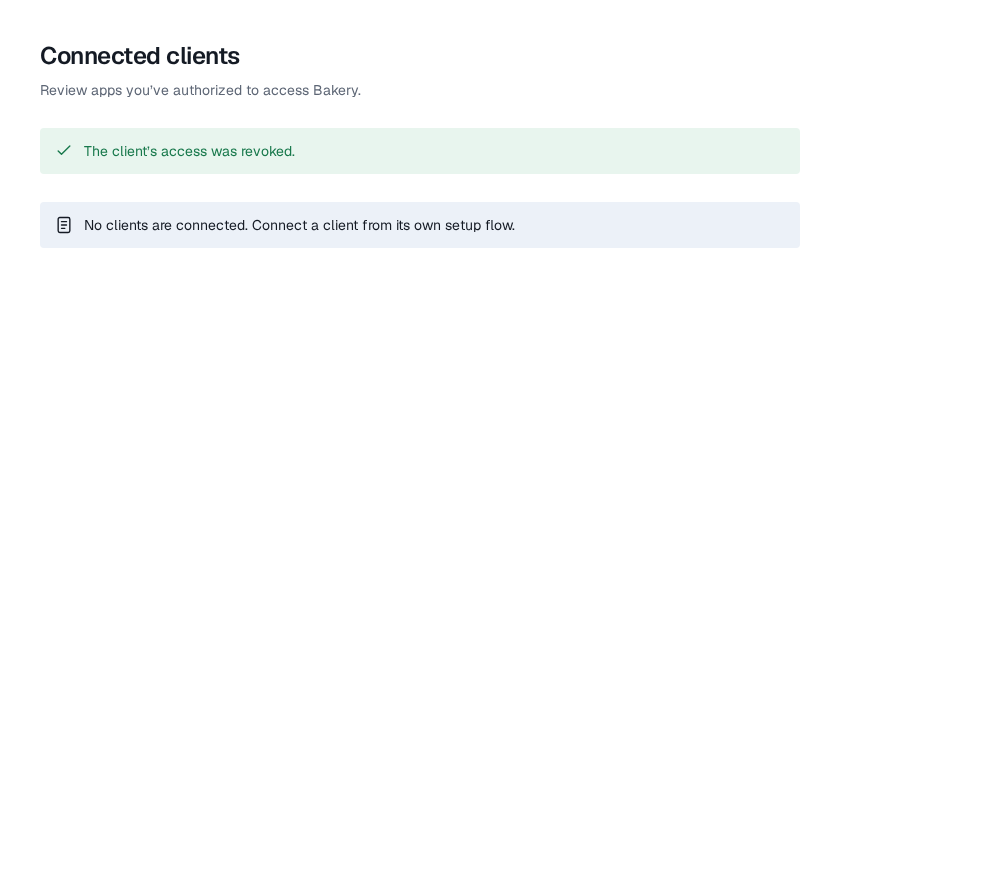 Connected clients
Review apps you've authorized to access Bakery.
The client's access was revoked.
No clients are connected. Connect a client from its own setup flow.